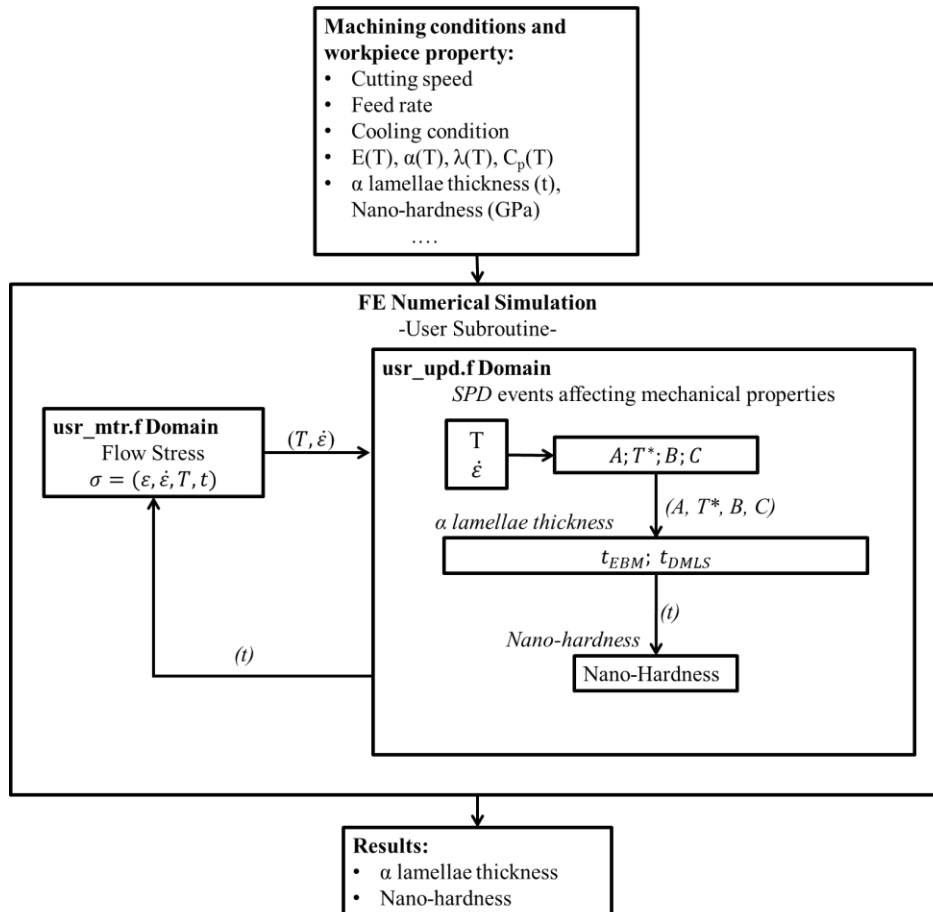 Machining conditions and
workpiece property:
• Cutting speed
• Feed rate
• Cooling condition
• E(T), α(T), λ(T), Cp(T)
• α lamellae thickness (t),
Nano-hardness (GPa)
....
FE Numerical Simulation
-User Subroutine-
usr_upd.f Domain
SPD events affecting mechanical properties
usr_mtr.f Domain
Flow Stress
σ = (ε, ε̇, T, t)
(T, ε̇)
T
ε̇
A; T*; B; C
(A, T*, B, C)
α lamellae thickness
tEBM; tDMLS
(t)
Nano-hardness
Nano-Hardness
(t)
Results:
• α lamellae thickness
• Nano-hardness